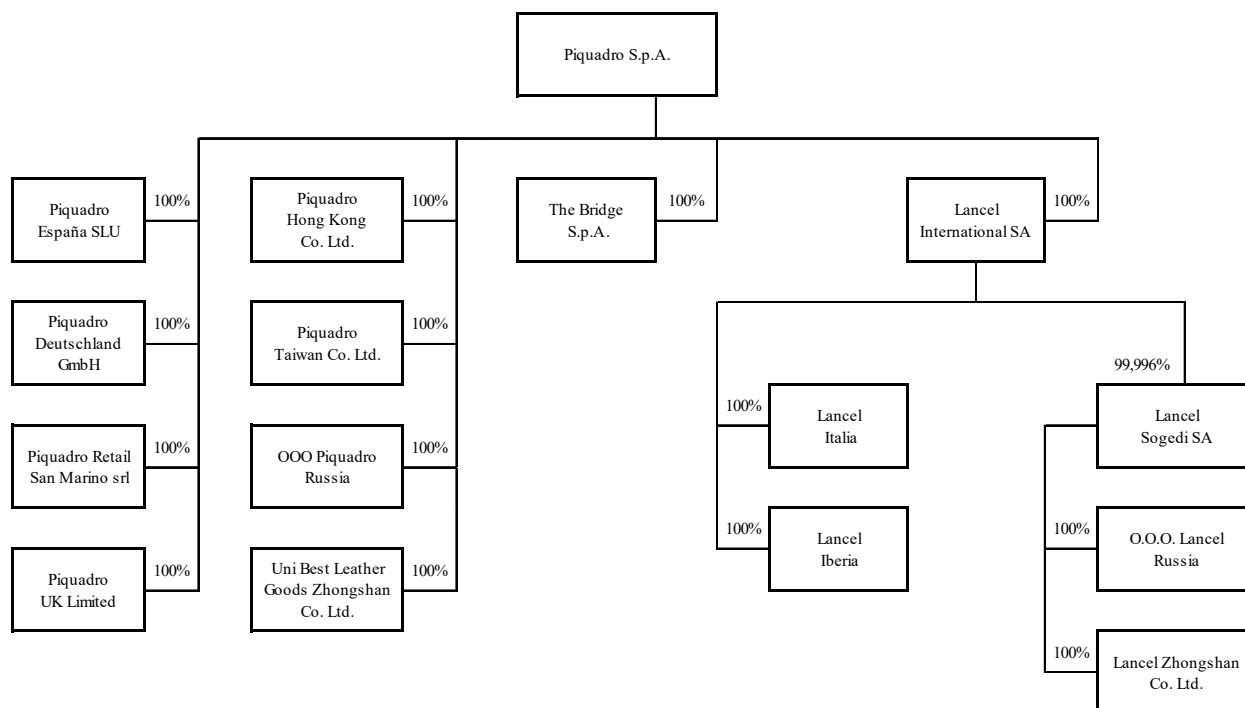 Piquadro S.p.A.
Piquadro
España SLU
100%
Piquadro
Hong Kong
Co. Ltd.
100%
The Bridge
S.p.A.
100%
Lancel
International SA
100%
Piquadro
Deutschland
GmbH
100%
Piquadro
Taiwan Co. Ltd.
100%
99,996%
Piquadro Retail
San Marino srl
100%
OOO Piquadro
Russia
100%
100%
Lancel
Italia
Lancel
Sogedi SA
Piquadro
UK Limited
100%
Uni Best Leather
Goods Zhongshan
Co. Ltd.
100%
100%
Lancel
Iberia
100%
O.O.O. Lancel
Russia
100%
Lancel Zhongshan
Co. Ltd.